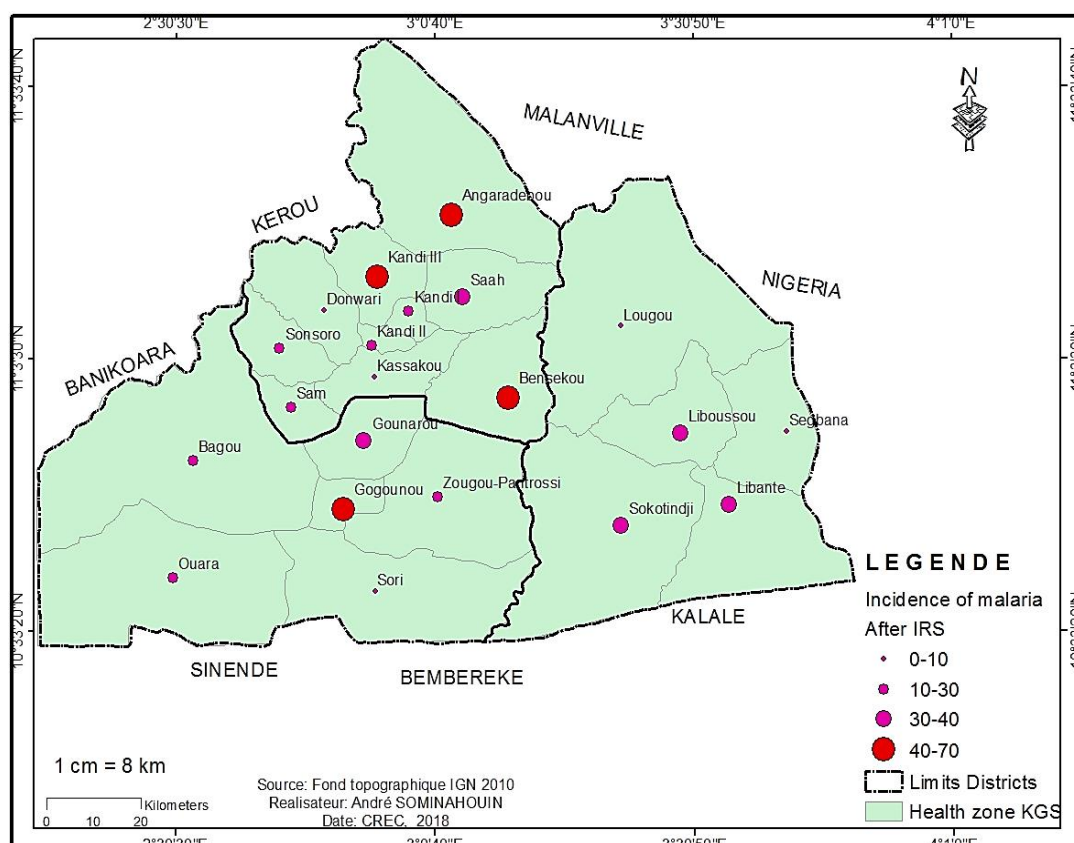 2°30'30"E 3°0'40"E 3°30'50"E 4°1'0"E
11°33'40"N
N
MALANVILLE
Angaradebou
KEROU
Kandi III
Saah
NIGERIA
Donwari
Kandi I
Lougou
Sonsoro
Kandi II
11°3'30"N
BANIKOARA
Kassakou
Bensekou
Sam
Gounarou
Liboussou
Segbana
Bagou
Gogounou
Zougou-Pantrossi
Libante
Sokotindji
Ouara
Sori
10°33'20"N
KALALE
SINENDE
BEMBEREKE
LEGENDE
Incidence of malaria
After IRS
0-10
10-30
30-40
40-70
Limits Districts
Health zone KGS
1 cm = 8 km
Kilometers
0 10 20
Source: Fond topographique IGN 2010
Realisateur: André SOMINAHOUIN
Date: CREC, 2018